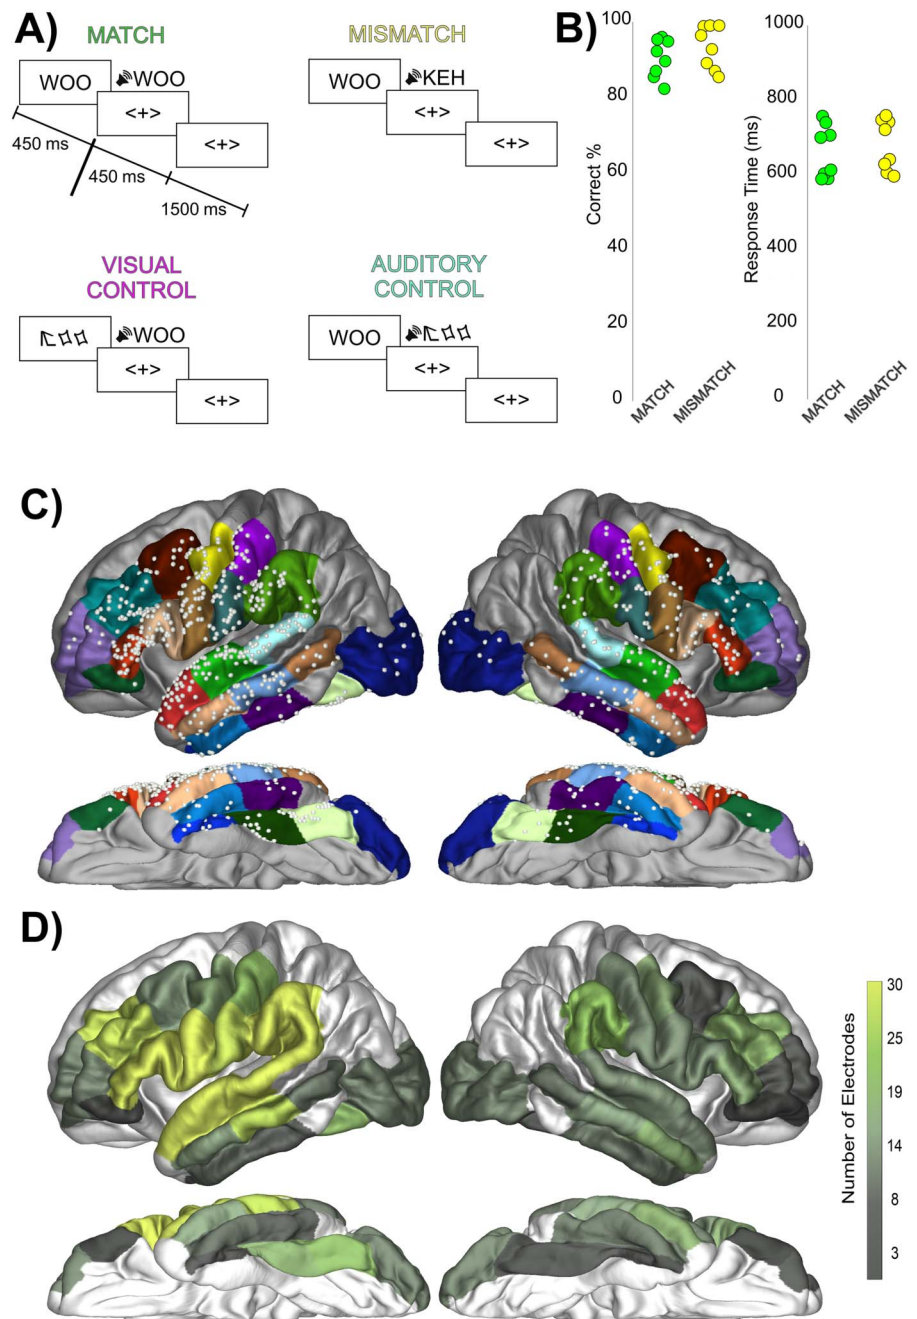 A)
MATCH
WOO
WOO
<+>
<+>
450 ms
450 ms
1500 ms
MISMATCH
WOO
KEH
<+>
<+>
VISUAL
CONTROL
WOO
<+>
<+>
AUDITORY
CONTROL
WOO
<+>
<+>
B)
Correct %
100
80
60
40
20
0
MATCH
MISMATCH
Response Time (ms)
1000
800
600
400
200
0
MATCH
MISMATCH
C)
D)
Number of Electrodes
30
25
19
14
8
3